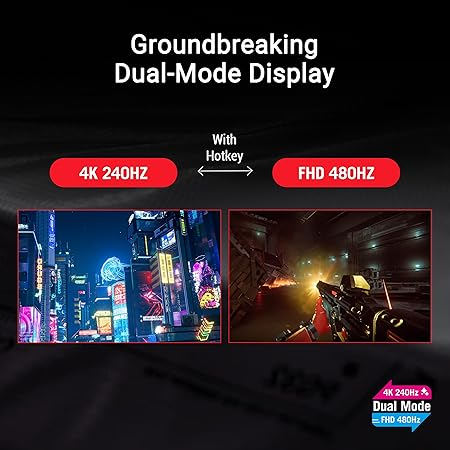 Groundbreaking
Dual-Mode Display
With
Hotkey
4K 240HZ
FHD 480HZ
4K 240Hz
Dual Mode
FHD 480Hz